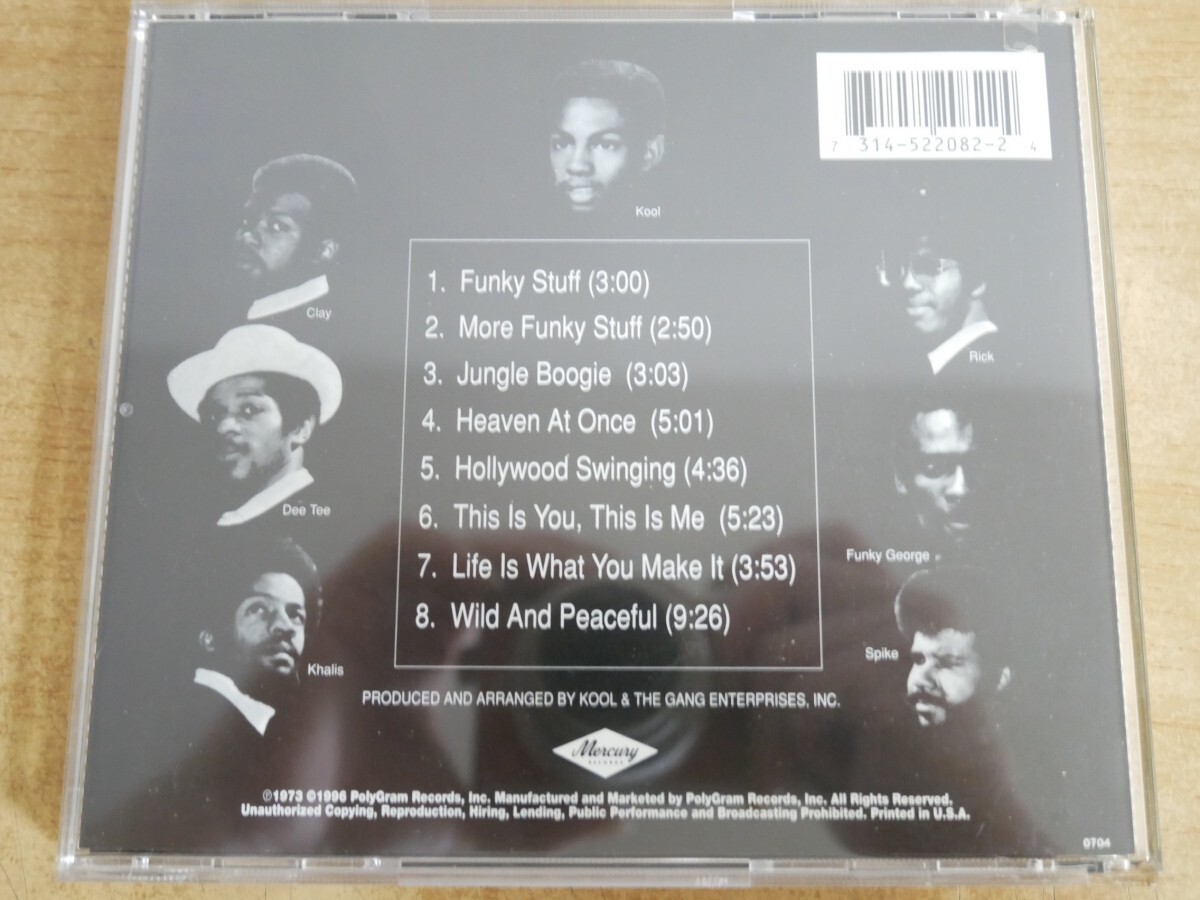 7 314-522082-2 4
Kool
Clay
Rick
Dee Tee
Funky George
Khalis
Spike
1. Funky Stuff (3:00)
2. More Funky Stuff (2:50)
3. Jungle Boogie (3:03)
4. Heaven At Once (5:01)
5. Hollywood Swinging (4:36)
6. This Is You, This Is Me (5:23)
7. Life Is What You Make It (3:53)
8. Wild And Peaceful (9:26)
PRODUCED AND ARRANGED BY KOOL & THE GANG ENTERPRISES, INC.
Mercury
RECORDS
℗1973 ©1996 PolyGram Records, Inc. Manufactured and Marketed by PolyGram Records, Inc. All Rights Reserved.
Unauthorized Copying, Reproduction, Hiring, Lending, Public Performance and Broadcasting Prohibited. Printed in U.S.A.
0704